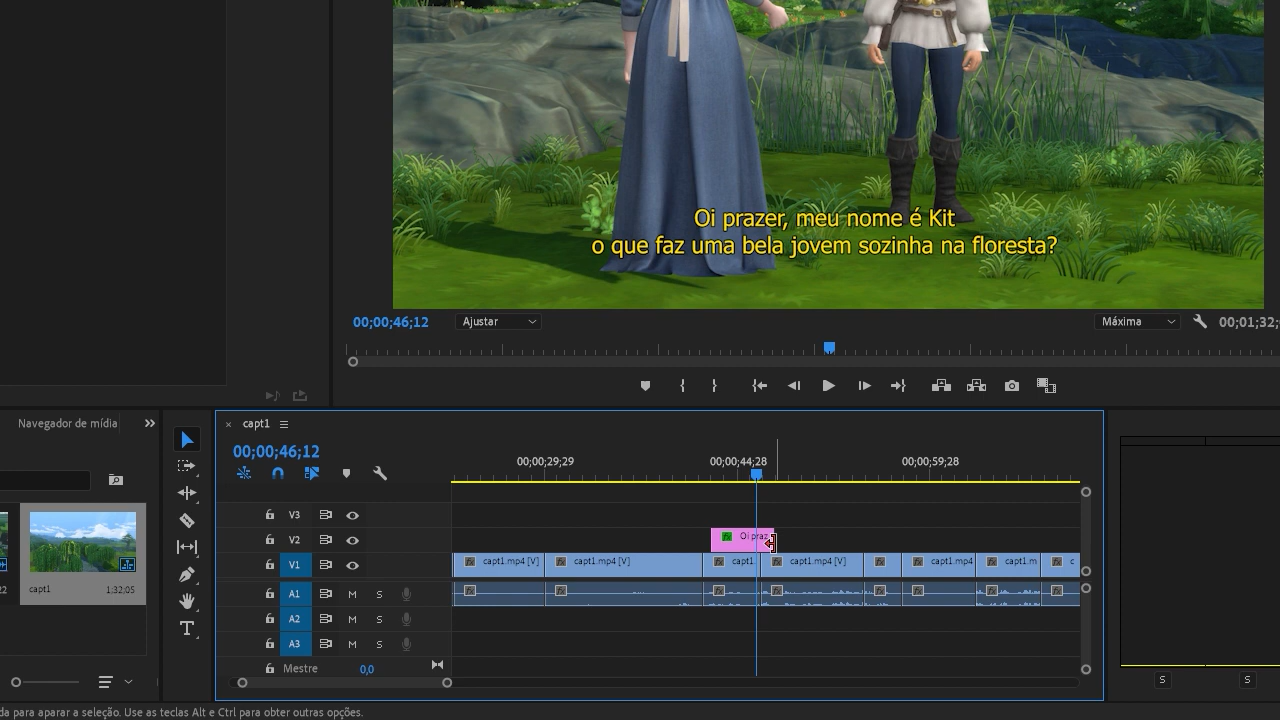 Oi prazer, meu nome é Kit
o que faz uma bela jovem sozinha na floresta?
00;00;46;12
Ajustar
Máxima
00;01;32;
Navegador de mídia
capt1
00;00;46;12
00;00;29;29
00;00;44;28
00;00;59;28
V3
V2
Oi praz
V1
capt1.mp4 [V]
capt1.mp4 [V]
capt1.
capt1.mp4 [V]
capt1.mp4
capt1.m
c
A1 M S
A2 M S
A3 M S
Mestre
0,0
22
capt1
1;32;05
S
S
da para aparar a seleção. Use as teclas Alt e Ctrl para obter outras opções.